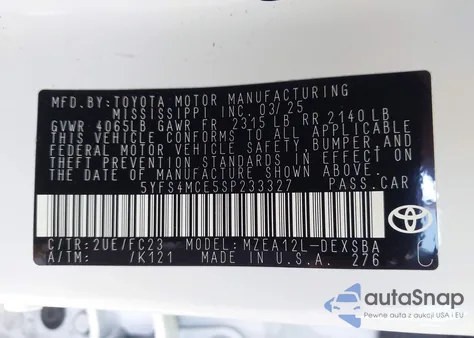 MFD.BY:TOYOTA MOTOR MANUFACTURING
MISSISSIPPI, INC. 03/25
GVWR 4065LB GAWR FR 2315 LB RR 2140LB
THIS VEHICLE CONFORMS TO ALL APPLICABLE
FEDERAL MOTOR VEHICLE SAFETY,BUMPER,AND
THEFT PREVENTION STANDARDS IN EFFECT ON
THE DATE OF MANUFACTURE SHOWN ABOVE.
5YFS4MCE5SP233327 PASS.CAR
C/TR:2UE/FC23 MODEL:MZEA12L-DEXSBA
A/TM: /K121 MADE IN U.S.A. 276
C
TOYOTA
autaSnap
Pewne auta z aukcji USA i EU